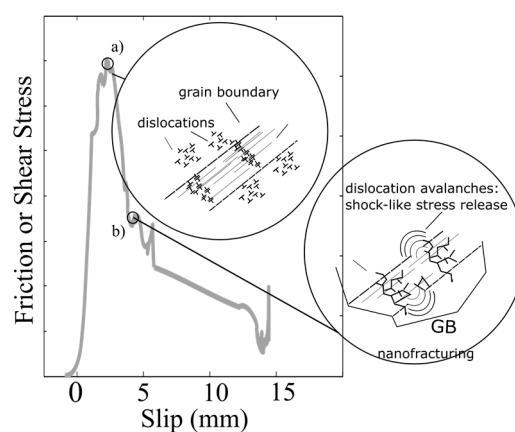 a)
grain boundary
dislocations
b)
dislocation avalanches:
shock-like stress release
GB
nanofracturing
Friction or Shear Stress
0
5
10
15
Slip (mm)